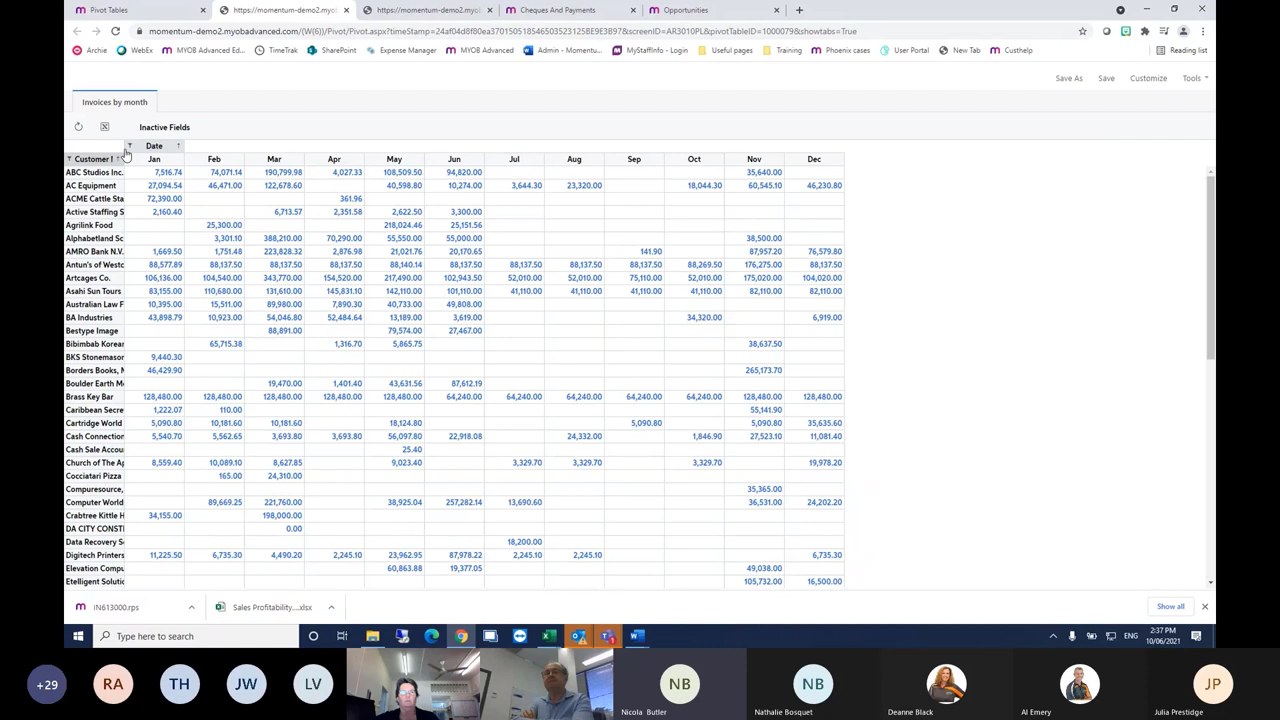 Pivot Tables https://momentum-demo2.myob https://momentum-demo2.myobadv Cheques And Payments Opportunities
momentum-demo2.myobadvanced.com/(W(6))/Pivot/Pivot.aspx?timeStamp=24af04d8f80ea37015051854650531522125128E9E3B97&screenID=AR3010PL&pivotTableID=1000079&showtabs=True
Archie WebEx MYOB Advanced Ed... TimeTrak SharePoint Expense Manager MYOB Advanced Admin - Momentu... MyStaffInfo - Login Useful pages Training Phoenix cases User Portal New Tab Custhelp Reading list
Save As Save Customize Tools
Invoices by month
Inactive Fields
Date
Customer Jan Feb Mar Apr May Jun Jul Aug Sep Oct Nov Dec
ABC Studios Inc. 7,516.74 74,071.14 190,799.98 4,027.33 108,509.50 94,820.00 35,640.00
AC Equipment 27,094.54 46,471.00 122,678.60 40,598.80 10,274.00 3,644.30 23,320.00 18,044.30 60,545.10 46,230.80
ACME Cattle Sta 72,390.00 361.96
Active Staffing S 2,160.40 6,713.57 2,351.58 2,622.50 3,300.00
Agrilink Food 25,300.00 218,024.46 25,151.56
Alphabetland Sc 3,301.10 388,210.00 70,290.00 55,550.00 55,000.00 38,500.00
AMRO Bank N.V. 1,669.50 1,751.48 223,828.32 2,876.98 21,021.76 20,170.65 141.90 87,957.20 76,579.80
Antun's of Westc 88,577.89 88,137.50 88,137.50 88,137.50 88,140.14 88,137.50 88,137.50 88,137.50 88,137.50 88,269.50 176,275.00 88,137.50
Artcages Co. 106,136.00 104,540.00 343,770.00 154,520.00 217,490.00 102,943.50 52,010.00 52,010.00 75,110.00 52,010.00 175,020.00 104,020.00
Asahi Sun Tours 83,155.00 110,680.00 131,610.00 145,831.10 142,110.00 101,110.00 41,110.00 41,110.00 41,110.00 41,110.00 82,110.00 82,110.00
Australian Law F 10,395.00 15,511.00 89,980.00 7,890.30 40,733.00 49,808.00
BA Industries 43,898.79 10,923.00 54,046.80 52,484.64 13,189.00 3,619.00 34,320.00 6,919.00
Bestype Image 88,891.00 79,574.00 27,467.00
Bibimbab Korear 65,715.38 1,316.70 5,865.75 38,637.50
BKS Stonemason 9,440.30
Borders Books, 46,429.90 265,173.70
Boulder Earth Mo 19,470.00 1,401.40 43,631.56 87,612.19
Brass Key Bar 128,480.00 128,480.00 128,480.00 128,480.00 128,480.00 64,240.00 64,240.00 64,240.00 64,240.00 64,240.00 128,480.00 128,480.00
Caribbean Secre 1,222.07 110.00 55,141.90
Cartridge World 5,090.80 10,181.60 10,181.60 18,124.80 5,090.80 5,090.80 35,635.60
Cash Connection 5,540.70 5,562.65 3,693.80 3,693.80 56,097.80 22,918.08 24,332.00 1,846.90 27,523.10 11,081.40
Cash Sale Accou 25.40
Church of The Ap 8,559.40 10,089.10 8,627.85 9,023.40 3,329.70 3,329.70 3,329.70 19,978.20
Cocciatari Pizza 165.00 24,310.00
Compuresource, 35,365.00
Computer World 89,669.25 221,760.00 38,925.04 257,282.14 13,690.60 36,531.00 24,202.20
Crabtree Kittle H 34,155.00 198,000.00
DA CITY CONSTI 0.00
Data Recovery S 18,200.00
Digitech Printers 11,225.50 6,735.30 4,490.20 2,245.10 23,962.95 87,978.22 2,245.10 2,245.10 6,735.30
Elevation Compu 60,863.88 19,377.05 49,038.00
Etelligent Solutic 105,732.00 16,500.00
IN613000.rps Sales Profitability....xlsx Show all
Type here to search ENG 2:37 PM
10/06/2021
+29 RA TH JW LV NB NB JP
Nicola Butler Nathalie Bosquet Deanne Black Al Emery Julia Prestidge